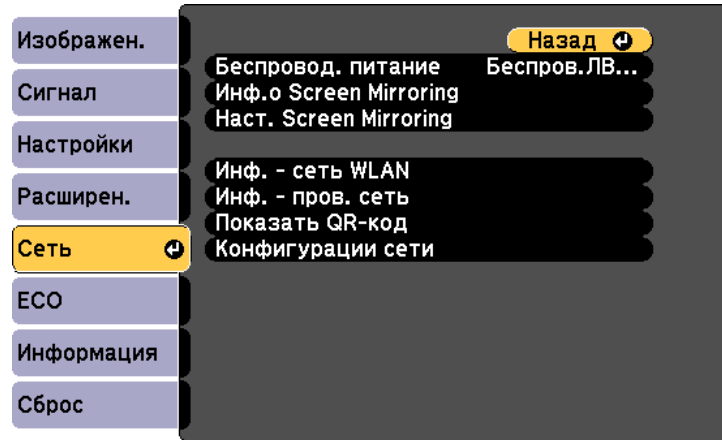 Изображен.
Сигнал
Настройки
Расширен.
Сеть
ECO
Информация
Сброс
Назад
Беспровод. питание Беспров.ЛВ...
Инф.о Screen Mirroring
Наст. Screen Mirroring
Инф. - сеть WLAN
Инф. - пров. сеть
Показать QR-код
Конфигурации сети